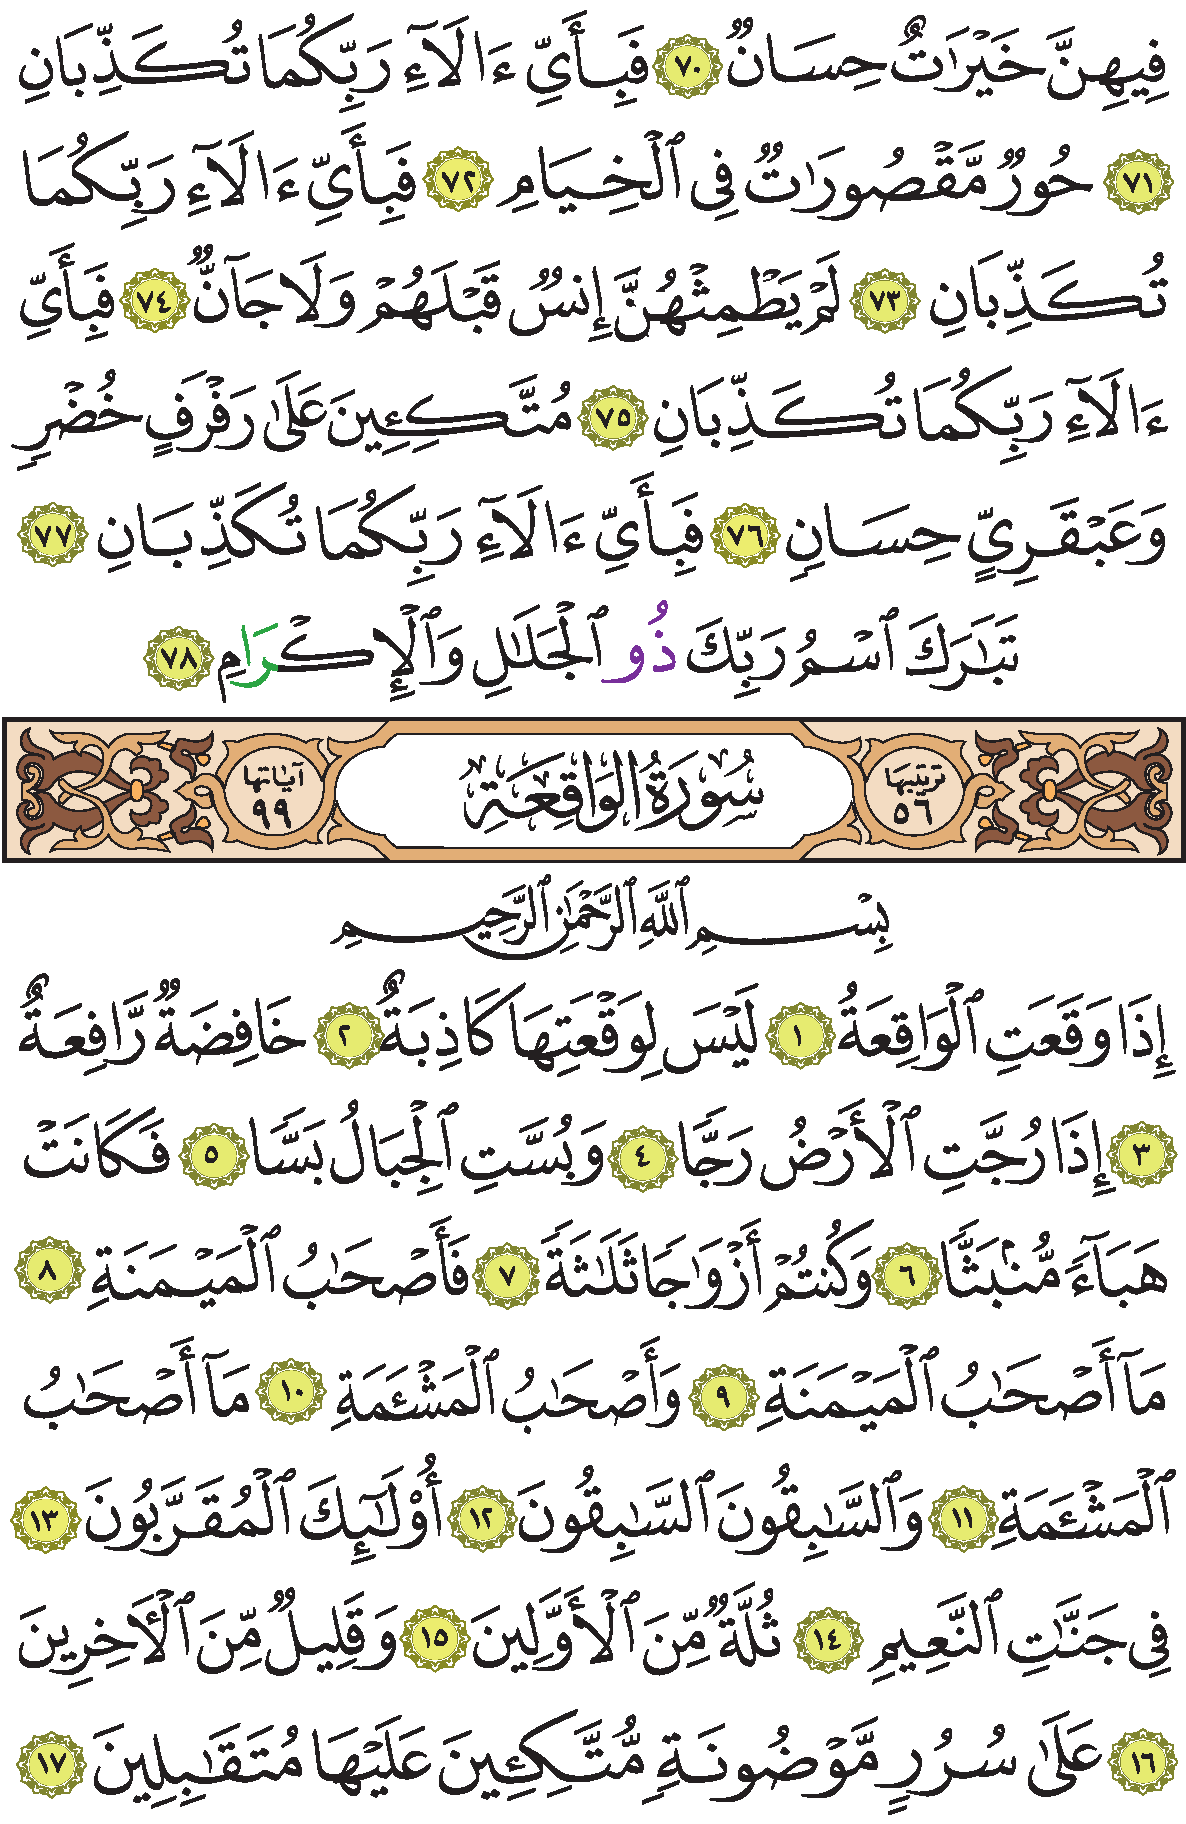 فِيهِنَّ خَيْرَٰتٌ حِسَانٌ ٧٠ فَبِأَيِّ ءَالَآءِ رَبِّكُمَا تُكَذِّبَانِ
٧١ حُورٌ مَّقْصُورَٰتٌ فِي ٱلْخِيَامِ ٧٢ فَبِأَيِّ ءَالَآءِ رَبِّكُمَا
تُكَذِّبَانِ ٧٣ لَمْ يَطْمِثْهُنَّ إِنسٌ قَبْلَهُمْ وَلَا جَآنٌّ ٧٤ فَبِأَيِّ
ءَالَآءِ رَبِّكُمَا تُكَذِّبَانِ ٧٥ مُتَّكِـِٔينَ عَلَىٰ رَفْرَفٍ خُضْرٍ
وَعَبْقَرِيٍّ حِسَانٍ ٧٦ فَبِأَيِّ ءَالَآءِ رَبِّكُمَا تُكَذِّبَانِ ٧٧
تَبَٰرَكَ ٱسْمُ رَبِّكَ ذُو ٱلْجَلَٰلِ وَٱلْإِكْرَامِ ٧٨
ترتيبها ٥٦ سُورَةُ الوَاقِعَةِ آياتها ٩٩
بِسْمِ ٱللَّهِ ٱلرَّحْمَٰنِ ٱلرَّحِيمِ
إِذَا وَقَعَتِ ٱلْوَاقِعَةُ ١ لَيْسَ لِوَقْعَتِهَا كَاذِبَةٌ ٢ خَافِضَةٌ رَّافِعَةٌ
٣ إِذَا رُجَّتِ ٱلْأَرْضُ رَجًّا ٤ وَبُسَّتِ ٱلْجِبَالُ بَسًّا ٥ فَكَانَتْ
هَبَآءً مُّنۢبَثًّا ٦ وَكُنتُمْ أَزْوَٰجًا ثَلَٰثَةً ٧ فَأَصْحَٰبُ ٱلْمَيْمَنَةِ ٨
مَآ أَصْحَٰبُ ٱلْمَيْمَنَةِ ٩ وَأَصْحَٰبُ ٱلْمَشْـَٔمَةِ ١٠ مَآ أَصْحَٰبُ
ٱلْمَشْـَٔمَةِ ١١ وَٱلسَّٰبِقُونَ ٱلسَّٰبِقُونَ ١٢ أُو۟لَٰٓئِكَ ٱلْمُقَرَّبُونَ ١٣
فِي جَنَّٰتِ ٱلنَّعِيمِ ١٤ ثُلَّةٌ مِّنَ ٱلْأَوَّلِينَ ١٥ وَقَلِيلٌ مِّنَ ٱلْـَٔاخِرِينَ
١٦ عَلَىٰ سُرُرٍ مَّوْضُونَةٍ مُّتَّكِـِٔينَ عَلَيْهَا مُتَقَٰبِلِينَ ١٧